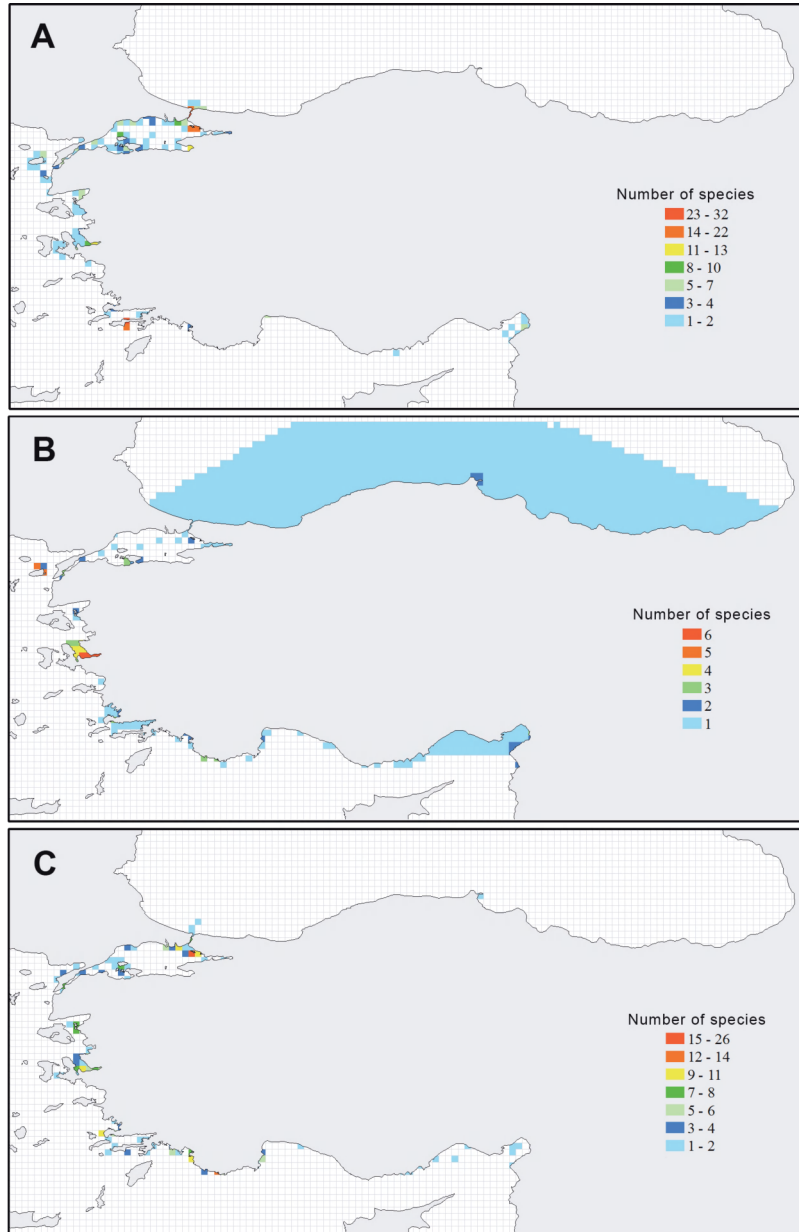 A
Number of species
23 - 32
14 - 22
11 - 13
8 - 10
5 - 7
3 - 4
1 - 2
B
Number of species
6
5
4
3
2
1
C
Number of species
15 - 26
12 - 14
9 - 11
7 - 8
5 - 6
3 - 4
1 - 2